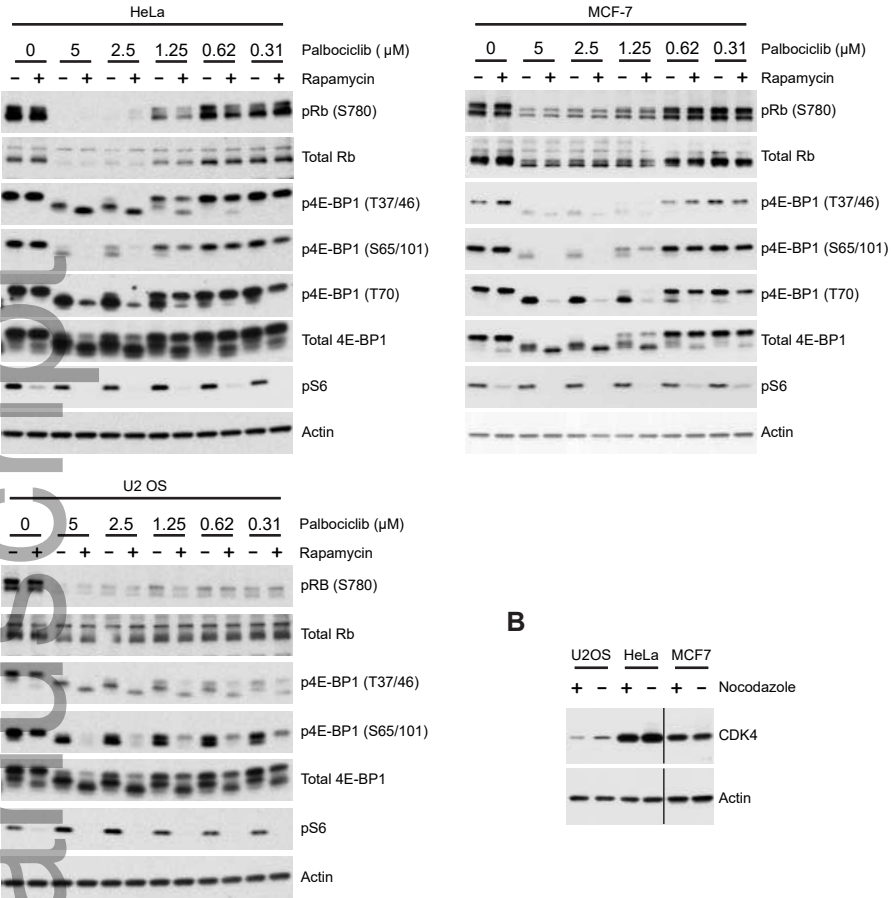 HeLa
0 5 2.5 1.25 0.62 0.31 Palbociclib ( µM)
– + – + – + – + – + – + Rapamycin
pRb (S780)
Total Rb
p4E-BP1 (T37/46)
p4E-BP1 (S65/101)
p4E-BP1 (T70)
Total 4E-BP1
pS6
Actin
MCF-7
0 5 2.5 1.25 0.62 0.31 Palbociclib (µM)
– + – + – + – + – + – + Rapamycin
pRb (S780)
Total Rb
p4E-BP1 (T37/46)
p4E-BP1 (S65/101)
p4E-BP1 (T70)
Total 4E-BP1
pS6
Actin
U2 OS
0 5 2.5 1.25 0.62 0.31 Palbociclib (µM)
– + – + – + – + – + – + Rapamycin
pRB (S780)
Total Rb
p4E-BP1 (T37/46)
p4E-BP1 (S65/101)
Total 4E-BP1
pS6
Actin
B
U2OS HeLa MCF7
+ – + – + – Nocodazole
CDK4
Actin